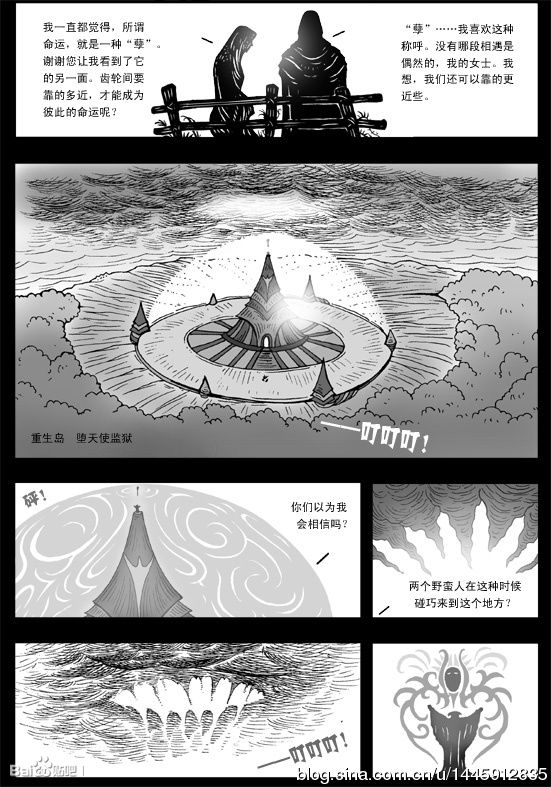 我一直都觉得，所谓
命运，就是一种“孽”。
谢谢您让我看到了它
的另一面。齿轮间要
靠的多近，才能成为
彼此的命运呢？
“孽”……我喜欢这种
称呼。没有哪段相遇是
偶然的，我的女士。我
想，我们还可以靠的更
近些。
——叮叮叮！
重生岛 堕天使监狱
砰！
你们以为我
会相信吗？
两个野蛮人在这种时候
碰巧来到这个地方？
——叮叮叮！
Bai 贴吧
blog.sina.com.cn/u/1445912835